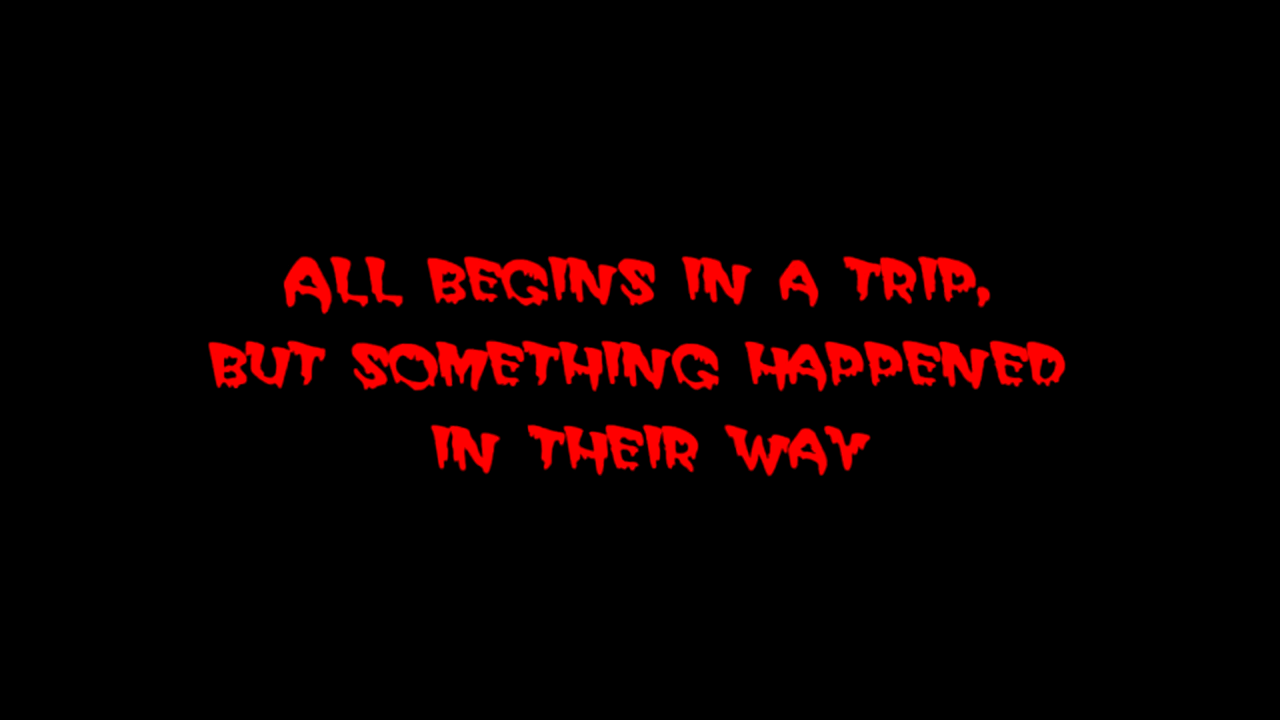 ALL BEGINS IN A TRIP,
BUT SOMETHING HAPPENED
IN THEIR WAY